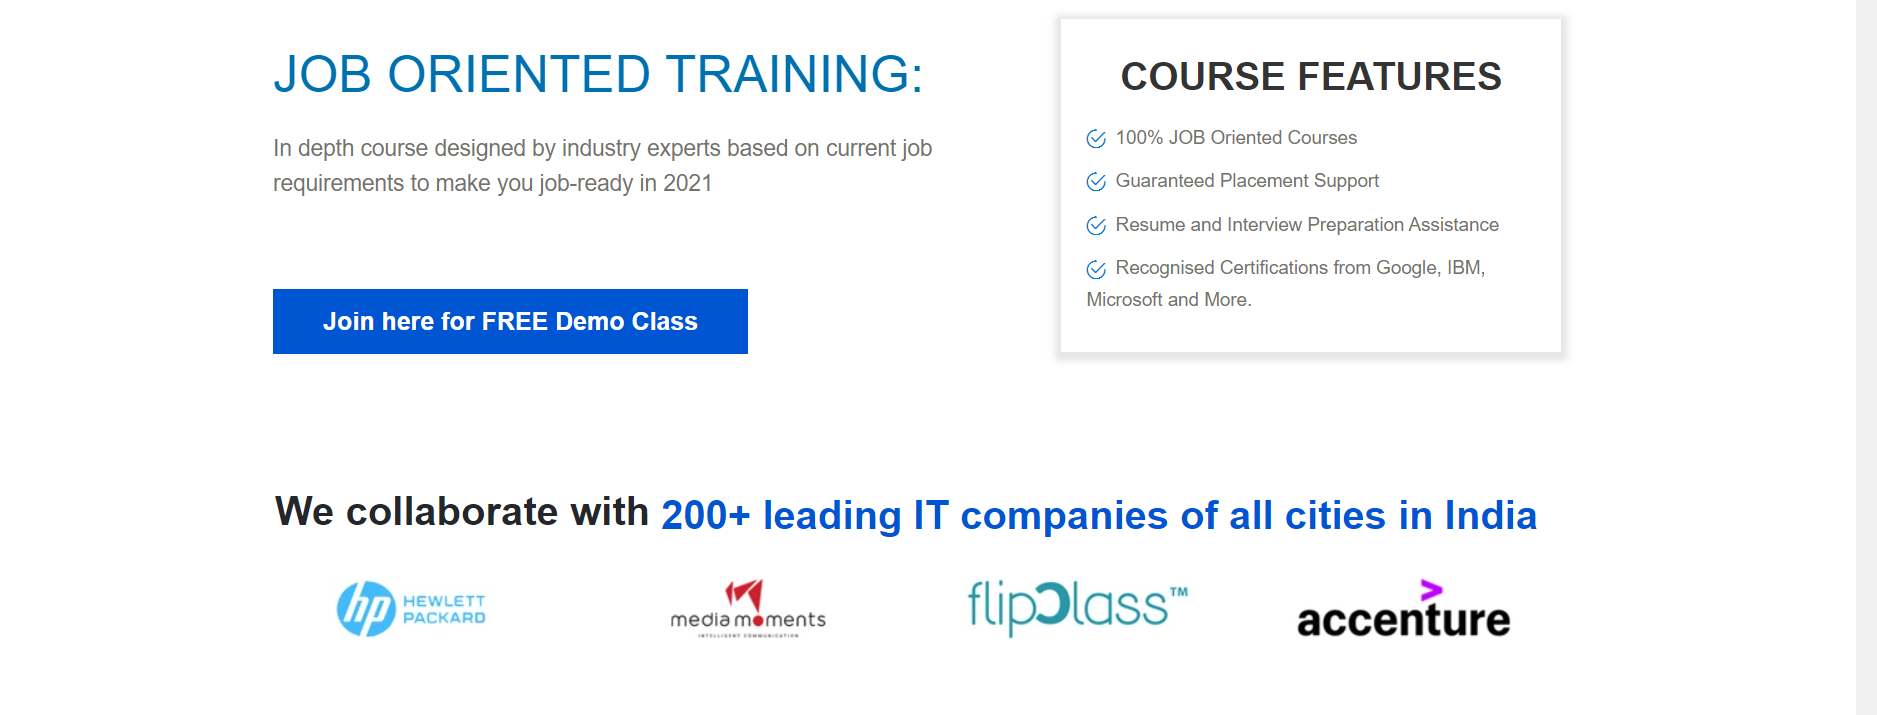 JOB ORIENTED TRAINING:
In depth course designed by industry experts based on current job
requirements to make you job-ready in 2021
Join here for FREE Demo Class
COURSE FEATURES
100% JOB Oriented Courses
Guaranteed Placement Support
Resume and Interview Preparation Assistance
Recognised Certifications from Google, IBM,
Microsoft and More.
We collaborate with 200+ leading IT companies of all cities in India
hp HEWLETT
PACKARD
media moments
INTELLIGENT COMMUNICATION
flipclass™
accenture